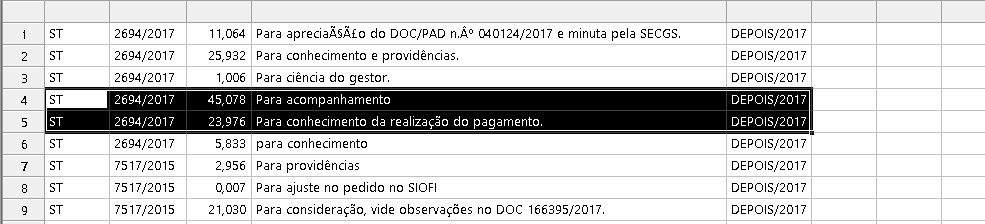 1 ST 2694/2017 11,064 Para apreciaÃ§Ã£o do DOC/PAD n.Âº 040124/2017 e minuta pela SECGS. DEPOIS/2017
2 ST 2694/2017 25,932 Para conhecimento e providências. DEPOIS/2017
3 ST 2694/2017 1,006 Para ciência do gestor. DEPOIS/2017
4 ST 2694/2017 45,078 Para acompanhamento DEPOIS/2017
5 ST 2694/2017 23,976 Para conhecimento da realização do pagamento. DEPOIS/2017
6 ST 2694/2017 5,833 para conhecimento DEPOIS/2017
7 ST 7517/2015 2,956 Para providências DEPOIS/2017
8 ST 7517/2015 0,007 Para ajuste no pedido no SIOFI DEPOIS/2017
9 ST 7517/2015 21,030 Para consideração, vide observações no DOC 166395/2017. DEPOIS/2017